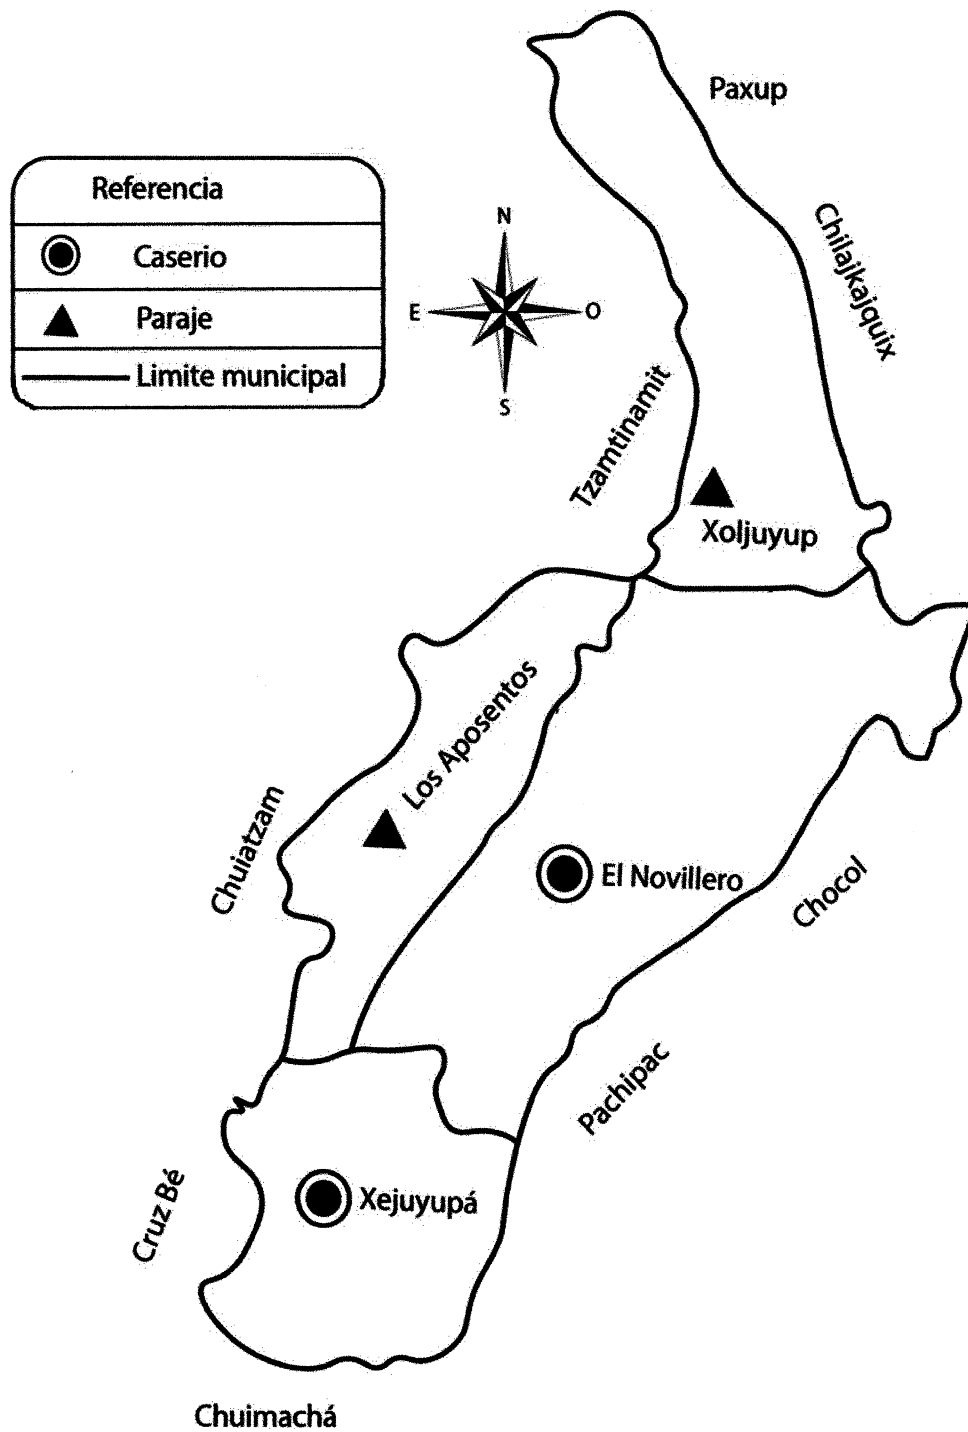 Paxup
Referencia
Caserio
Paraje
Limite municipal
N
E
O
S
Chilajkajquix
Tzamtinamit
Xoljuyup
Los Aposentos
Chuiatzam
El Novillero
Chocol
Pachipac
Cruz Bé
Xejuyupá
Chuimachá